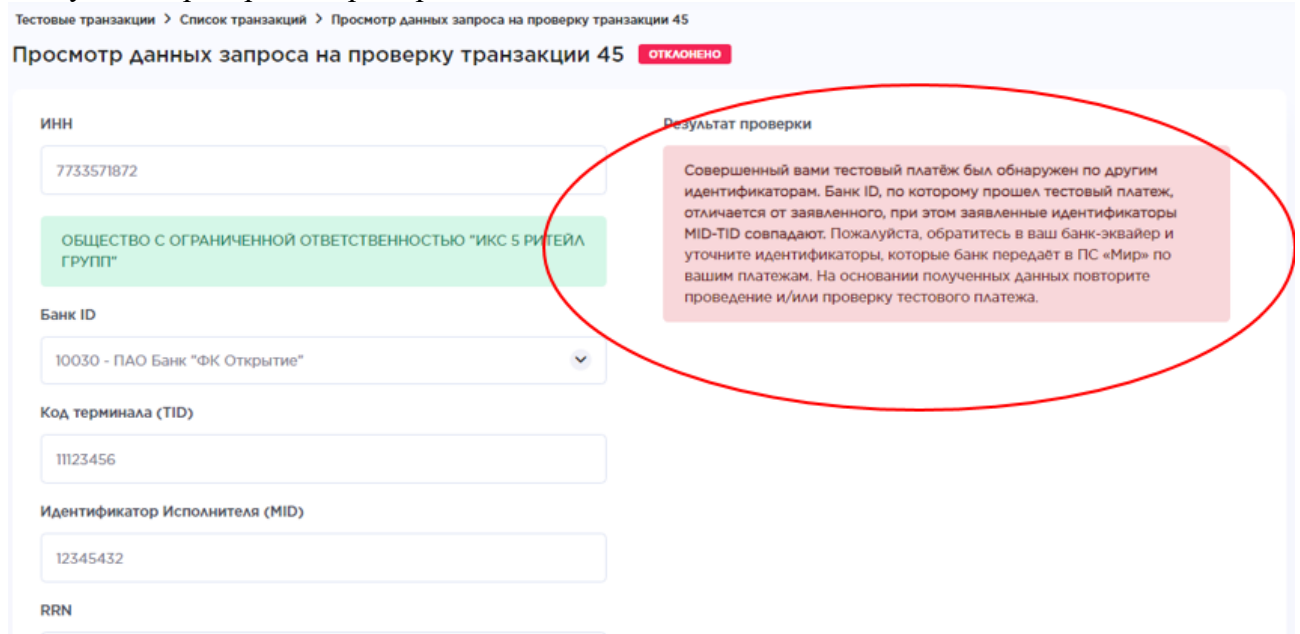 Тестовые транзакции > Список транзакций > Просмотр данных запроса на проверку транзакции 45
Просмотр данных запроса на проверку транзакции 45 ОТКЛОНЕНО
ИНН
7733571872
ОБЩЕСТВО С ОГРАНИЧЕННОЙ ОТВЕТСТВЕННОСТЬЮ "ИКС 5 РИТЕЙЛ
ГРУПП"
Банк ID
10030 - ПАО Банк "ФК Открытие"
Код терминала (TID)
11123456
Идентификатор Исполнителя (MID)
12345432
RRN
Результат проверки
Совершенный вами тестовый платёж был обнаружен по другим
идентификаторам. Банк ID, по которому прошел тестовый платеж,
отличается от заявленного, при этом заявленные идентификаторы
MID-TID совпадают. Пожалуйста, обратитесь в ваш банк-эквайер и
уточните идентификаторы, которые банк передаёт в ПС «Мир» по
вашим платежам. На основании полученных данных повторите
проведение и/или проверку тестового платежа.